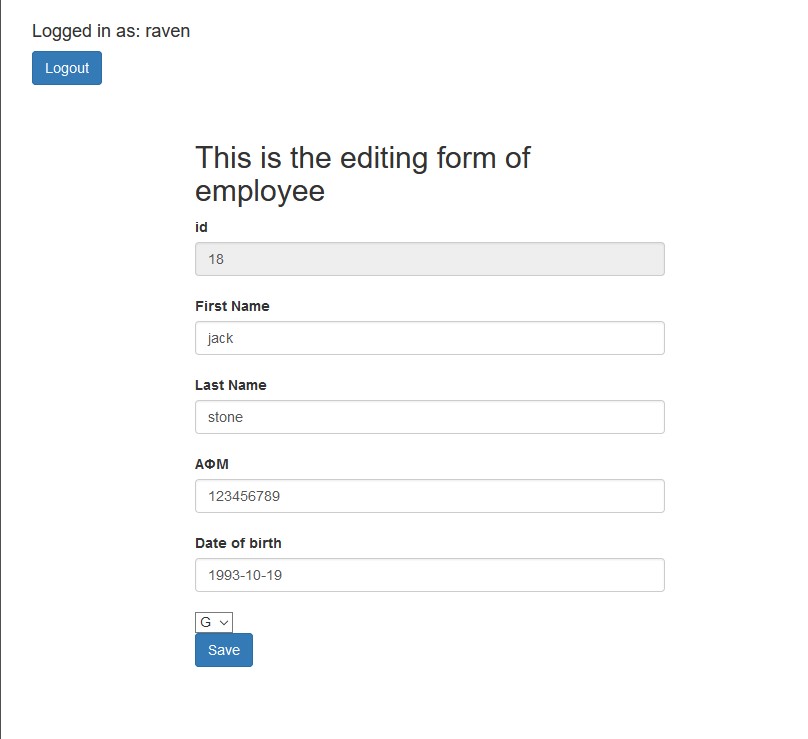 Logged in as: raven
Logout
This is the editing form of
employee
id
18
First Name
jack
Last Name
stone
ΑΦΜ
123456789
Date of birth
1993-10-19
G
Save